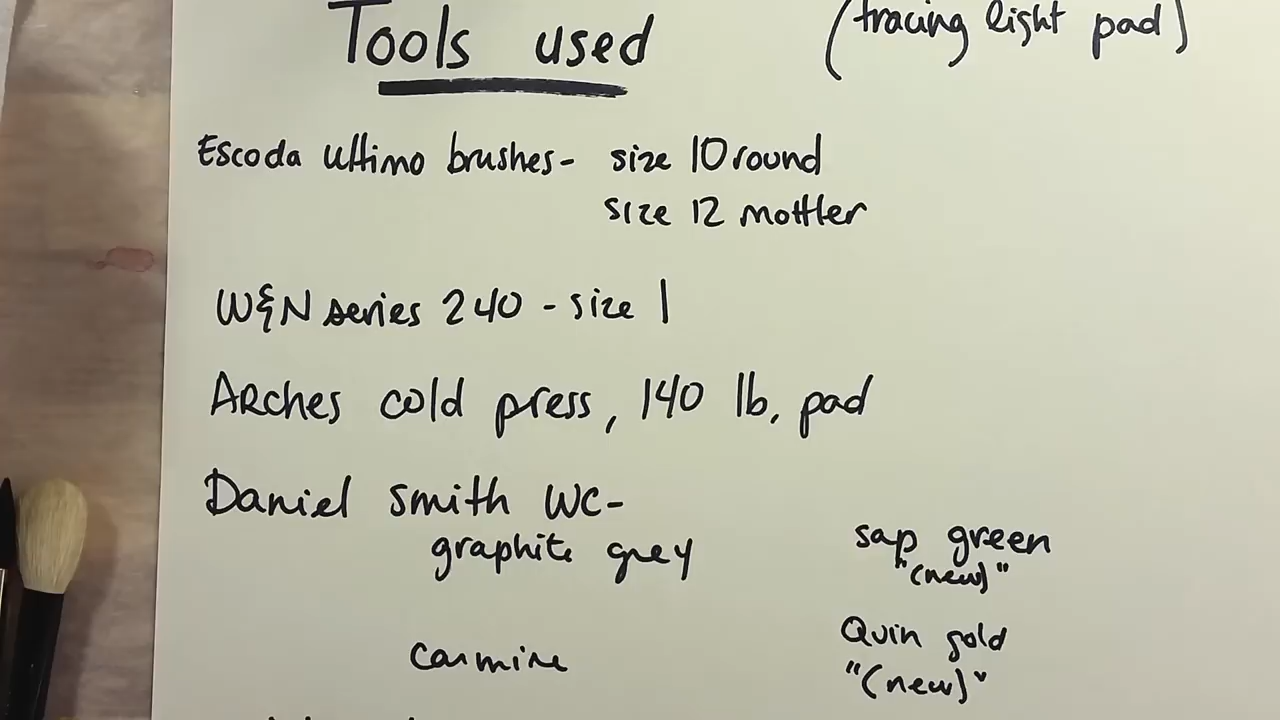 Tools used
(tracing light pad)
Escoda Ultimo brushes- size 10 round
size 12 mottler
W&N series 240 - size 1
Arches cold press, 140 lb. pad
Daniel Smith WC-
graphite grey
sap green
"(new)"
carmine
Quin gold
"(new)"